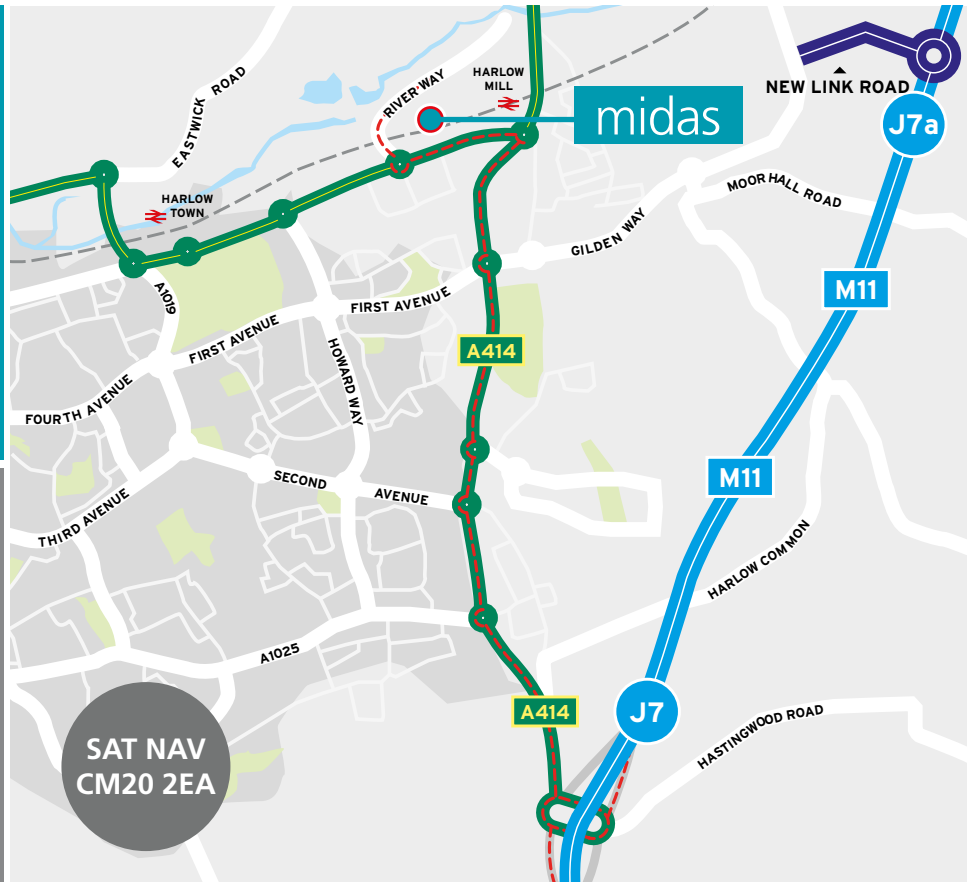 EASTWICK ROAD
RIVER WAY
HARLOW
MILL
midas
NEW LINK ROAD
J7a
HARLOW
TOWN
MOOR HALL ROAD
GILDEN WAY
M11
A1019
FIRST AVENUE
FIRST AVENUE
HOWARD WAY
A414
FOURTH AVENUE
SECOND AVENUE
M11
THIRD AVENUE
HARLOW COMMON
A1025
A414
J7
HASTINGWOOD ROAD
SAT NAV
CM20 2EA